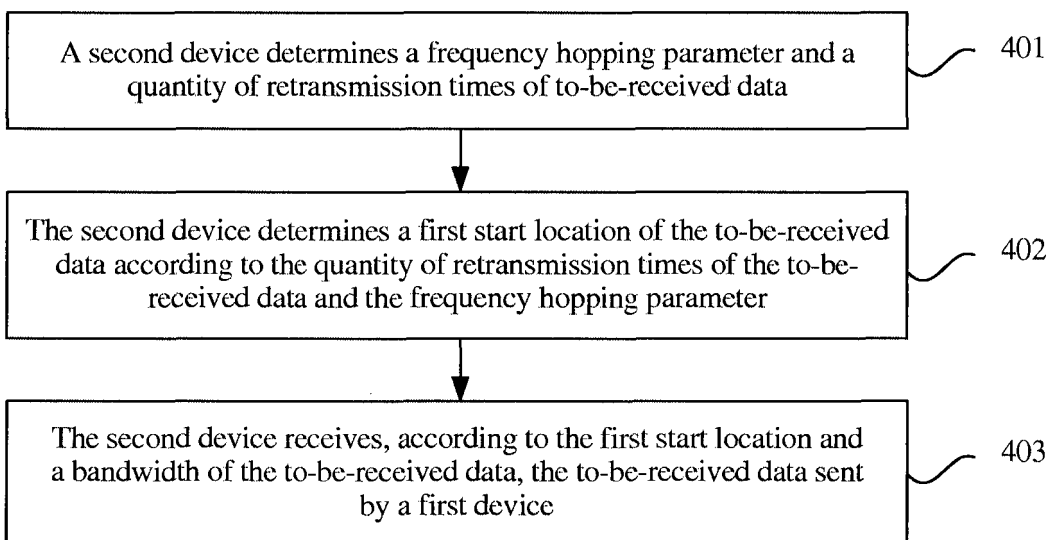 A second device determines a frequency hopping parameter and a
quantity of retransmission times of to-be-received data
401
The second device determines a first start location of the to-be-received
data according to the quantity of retransmission times of the to-be-
received data and the frequency hopping parameter
402
The second device receives, according to the first start location and
a bandwidth of the to-be-received data, the to-be-received data sent
by a first device
403